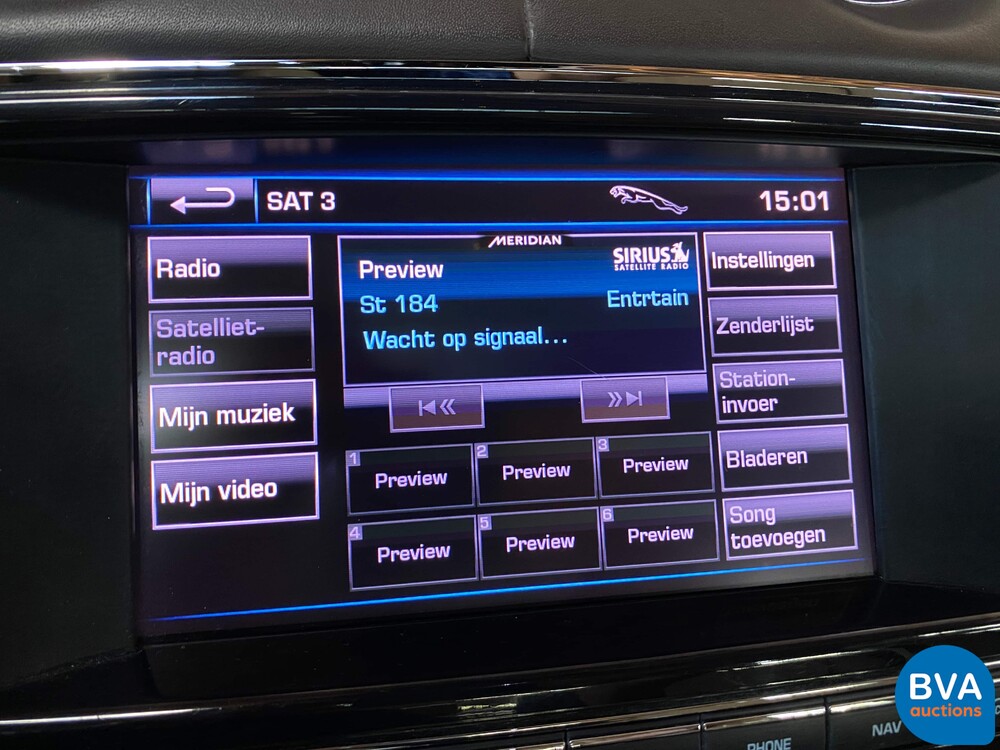 SAT 3
15:01
Radio
Satelliet-
radio
Mijn muziek
Mijn video
MERIDIAN
Preview
SIRIUS
SATELLITE RADIO
St 184
Entrtain
Wacht op signaal...
1 Preview
2 Preview
3 Preview
4 Preview
5 Preview
6 Preview
Instellingen
Zenderlijst
Station-
invoer
Bladeren
Song
toevoegen
PHONE
NAV
BVA
auctions